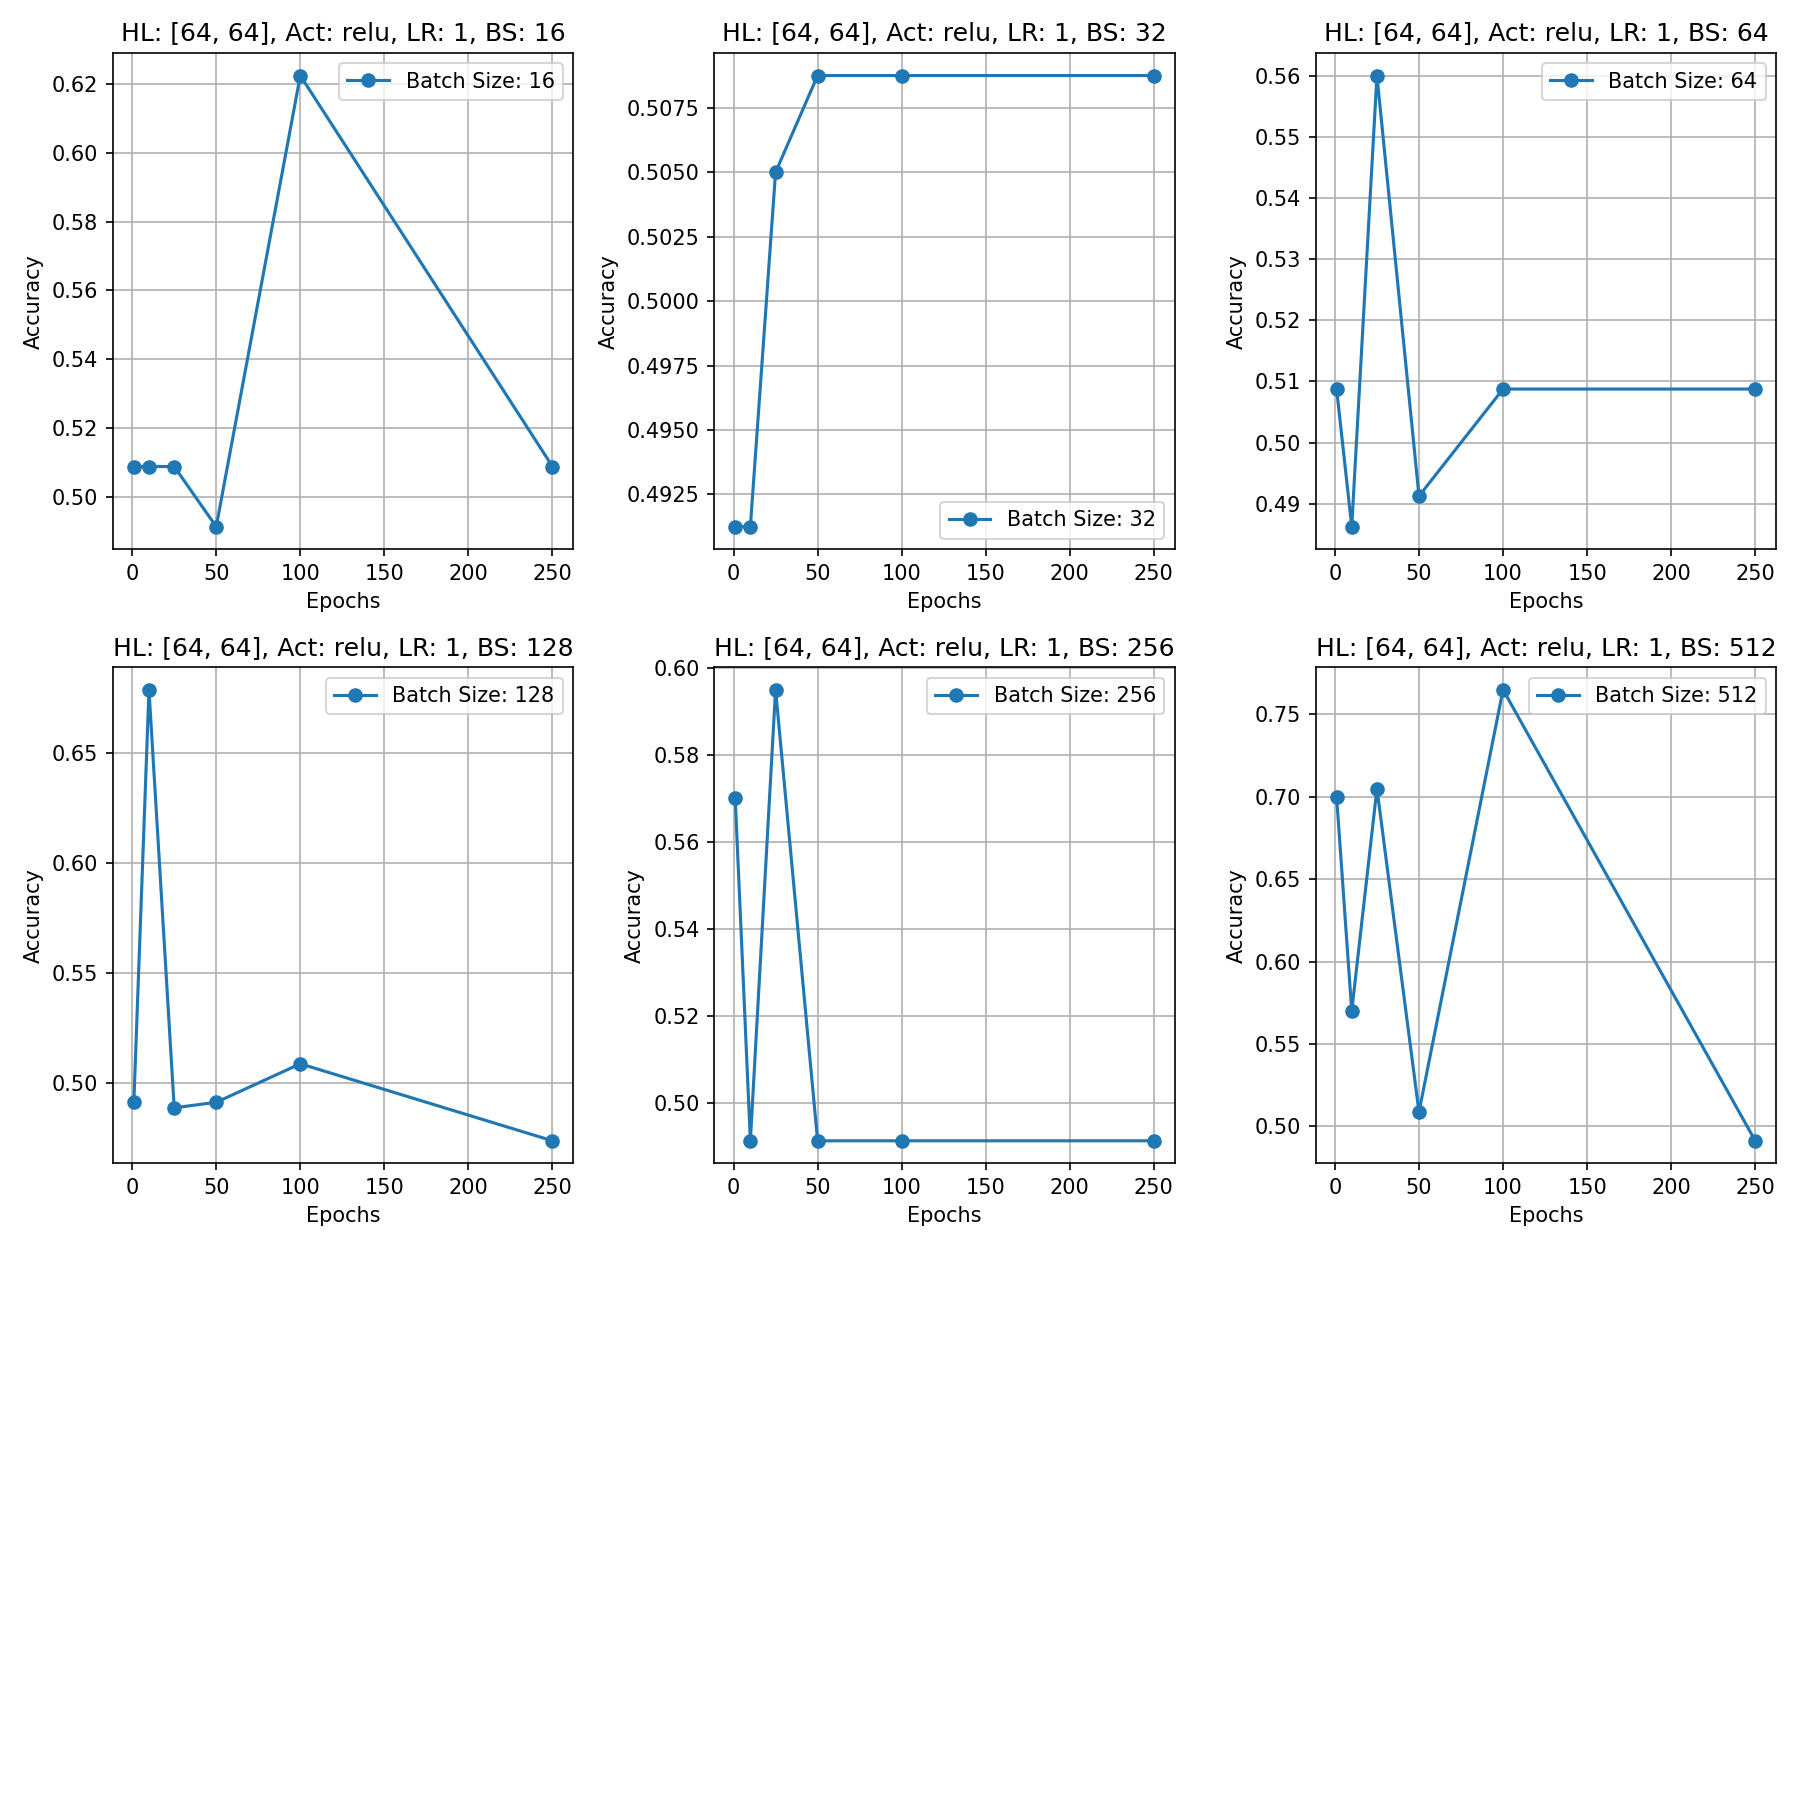 HL: [64, 64], Act: relu, LR: 1, BS: 16
Batch Size: 16
Accuracy
0.62
0.60
0.58
0.56
0.54
0.52
0.50
0 50 100 150 200 250
Epochs
HL: [64, 64], Act: relu, LR: 1, BS: 32
Batch Size: 32
Accuracy
0.5075
0.5050
0.5025
0.5000
0.4975
0.4950
0.4925
0 50 100 150 200 250
Epochs
HL: [64, 64], Act: relu, LR: 1, BS: 64
Batch Size: 64
Accuracy
0.56
0.55
0.54
0.53
0.52
0.51
0.50
0.49
0 50 100 150 200 250
Epochs
HL: [64, 64], Act: relu, LR: 1, BS: 128
Batch Size: 128
Accuracy
0.65
0.60
0.55
0.50
0 50 100 150 200 250
Epochs
HL: [64, 64], Act: relu, LR: 1, BS: 256
Batch Size: 256
Accuracy
0.60
0.58
0.56
0.54
0.52
0.50
0 50 100 150 200 250
Epochs
HL: [64, 64], Act: relu, LR: 1, BS: 512
Batch Size: 512
Accuracy
0.75
0.70
0.65
0.60
0.55
0.50
0 50 100 150 200 250
Epochs